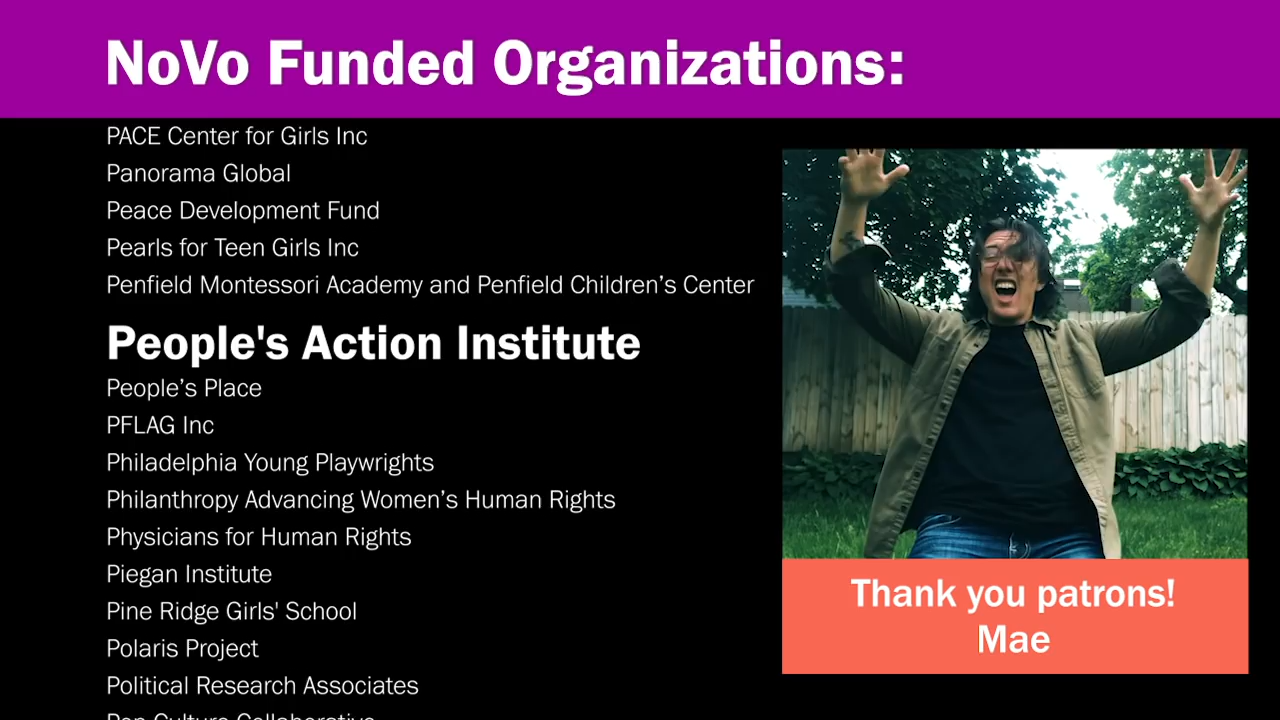 NoVo Funded Organizations:
PACE Center for Girls Inc
Panorama Global
Peace Development Fund
Pearls for Teen Girls Inc
Penfield Montessori Academy and Penfield Children’s Center
People's Action Institute
People’s Place
PFLAG Inc
Philadelphia Young Playwrights
Philanthropy Advancing Women’s Human Rights
Physicians for Human Rights
Piegan Institute
Pine Ridge Girls' School
Polaris Project
Political Research Associates
Pop Culture Collaborative
Thank you patrons!
Mae